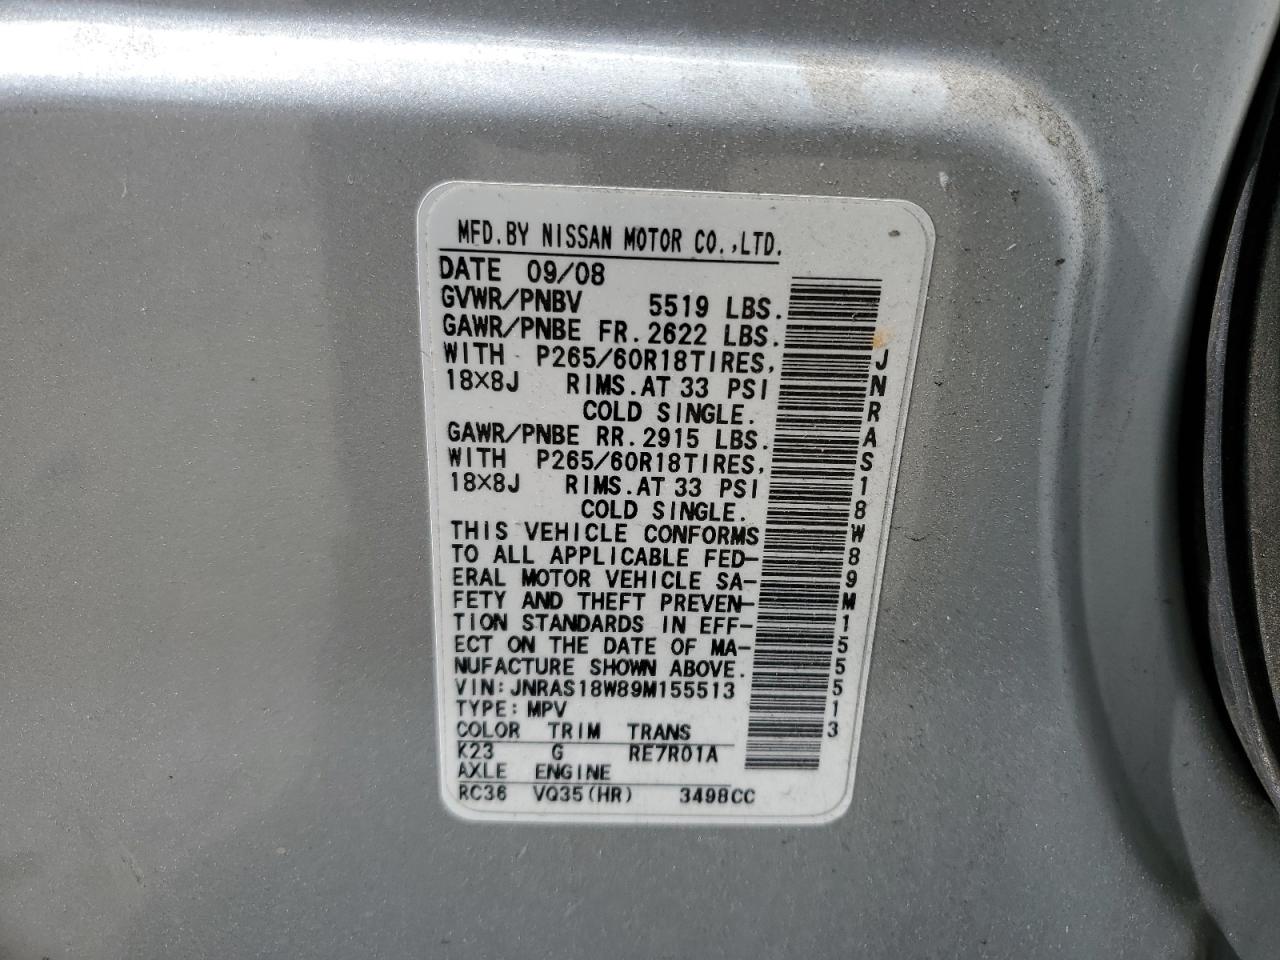 MFD.BY NISSAN MOTOR CO.,LTD.
DATE 09/08
GVWR/PNBV 5519 LBS.
GAWR/PNBE FR.2622 LBS.
WITH P265/60R18TIRES,
18×8J RIMS.AT 33 PSI
COLD SINGLE.
GAWR/PNBE RR.2915 LBS.
WITH P265/60R18TIRES,
18×8J RIMS.AT 33 PSI
COLD SINGLE.
THIS VEHICLE CONFORMS
TO ALL APPLICABLE FED-
ERAL MOTOR VEHICLE SA-
FETY AND THEFT PREVEN-
TION STANDARDS IN EFF-
ECT ON THE DATE OF MA-
NUFACTURE SHOWN ABOVE.
VIN:JNRAS18W89M155513
TYPE:MPV
COLOR TRIM TRANS
K23 G RE7R01A
AXLE ENGINE
RC36 VQ35(HR) 3498CC
JNRAS18W89M155513